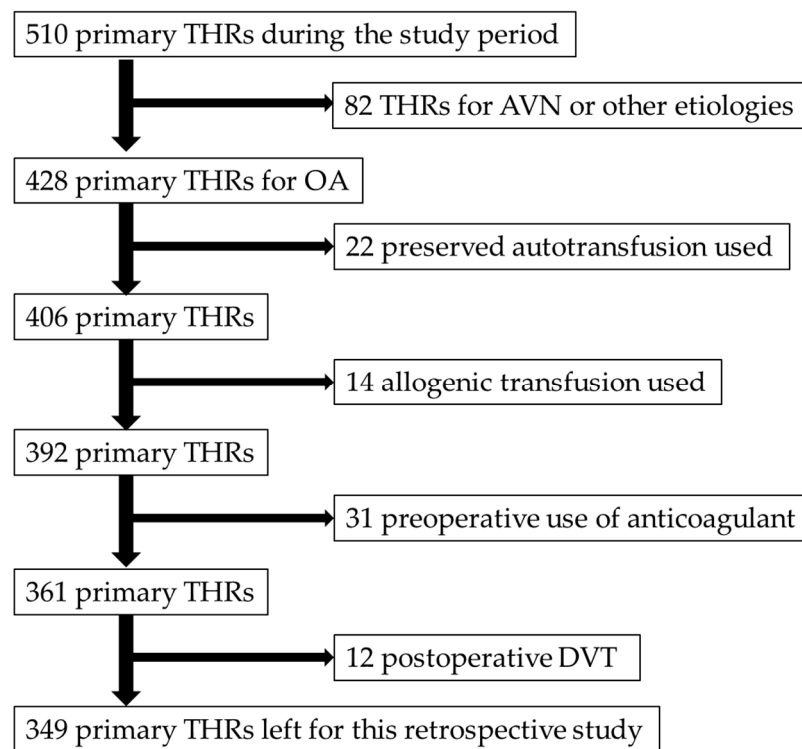 510 primary THRs during the study period
82 THRs for AVN or other etiologies
428 primary THRs for OA
22 preserved autotransfusion used
406 primary THRs
14 allogenic transfusion used
392 primary THRs
31 preoperative use of anticoagulant
361 primary THRs
12 postoperative DVT
349 primary THRs left for this retrospective study